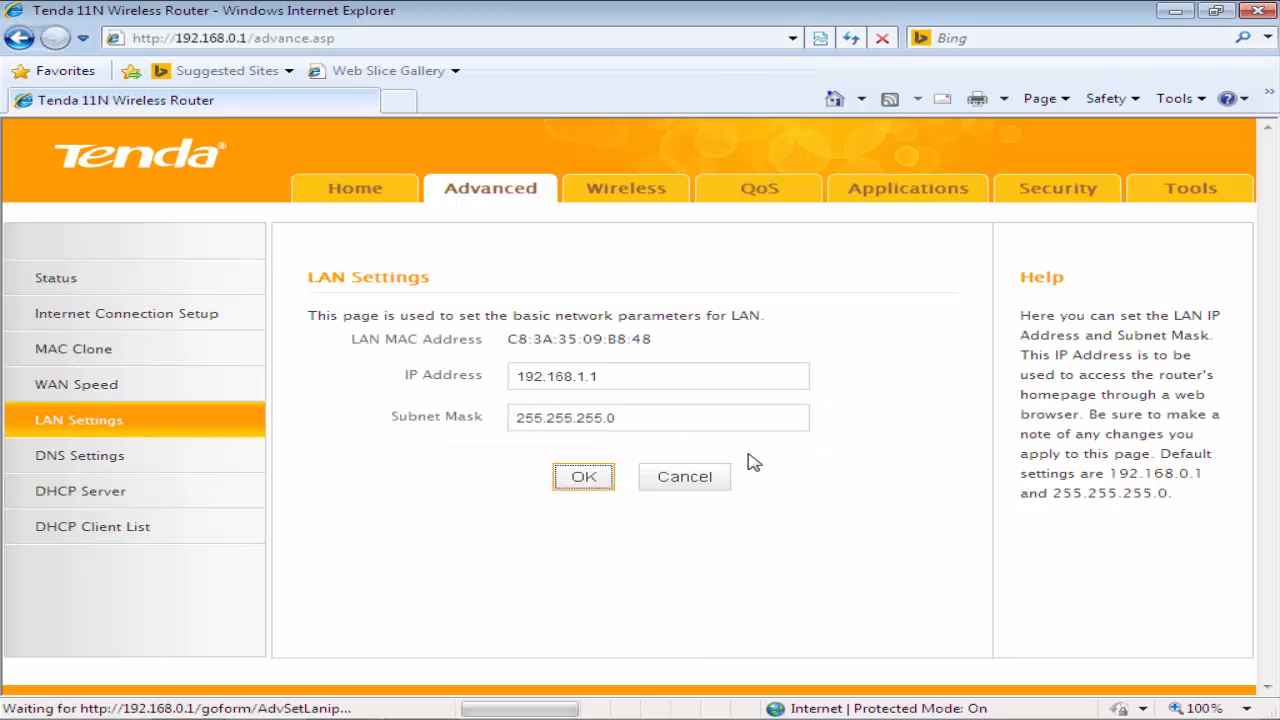 Tenda 11N Wireless Router - Windows Internet Explorer
http://192.168.0.1/advance.asp
Bing
Favorites
Suggested Sites
Web Slice Gallery
Tenda 11N Wireless Router
Page
Safety
Tools
Tenda®
Home
Advanced
Wireless
QoS
Applications
Security
Tools
Status
Internet Connection Setup
MAC Clone
WAN Speed
LAN Settings
DNS Settings
DHCP Server
DHCP Client List
LAN Settings
This page is used to set the basic network parameters for LAN.
LAN MAC Address C8:3A:35:09:B8:48
IP Address 192.168.1.1
Subnet Mask 255.255.255.0
OK Cancel
Help
Here you can set the LAN IP
Address and Subnet Mask.
This IP Address is to be
used to access the router's
homepage through a web
browser. Be sure to make a
note of any changes you
apply to this page. Default
settings are 192.168.0.1
and 255.255.255.0.
Waiting for http://192.168.0.1/goform/AdvSetLanip...
Internet | Protected Mode: On
100%